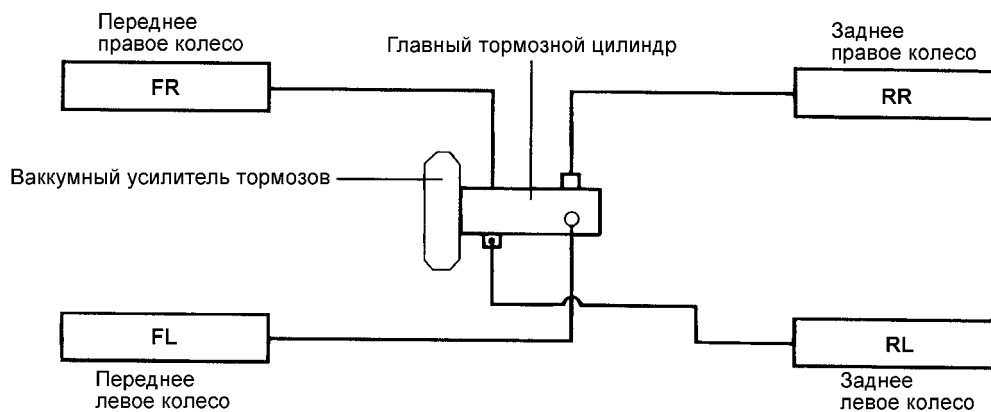 Переднее
правое колесо
FR
Главный тормозной цилиндр
Заднее
правое колесо
RR
Ваккумный усилитель тормозов
FL
Переднее
левое колесо
RL
Заднее
левое колесо